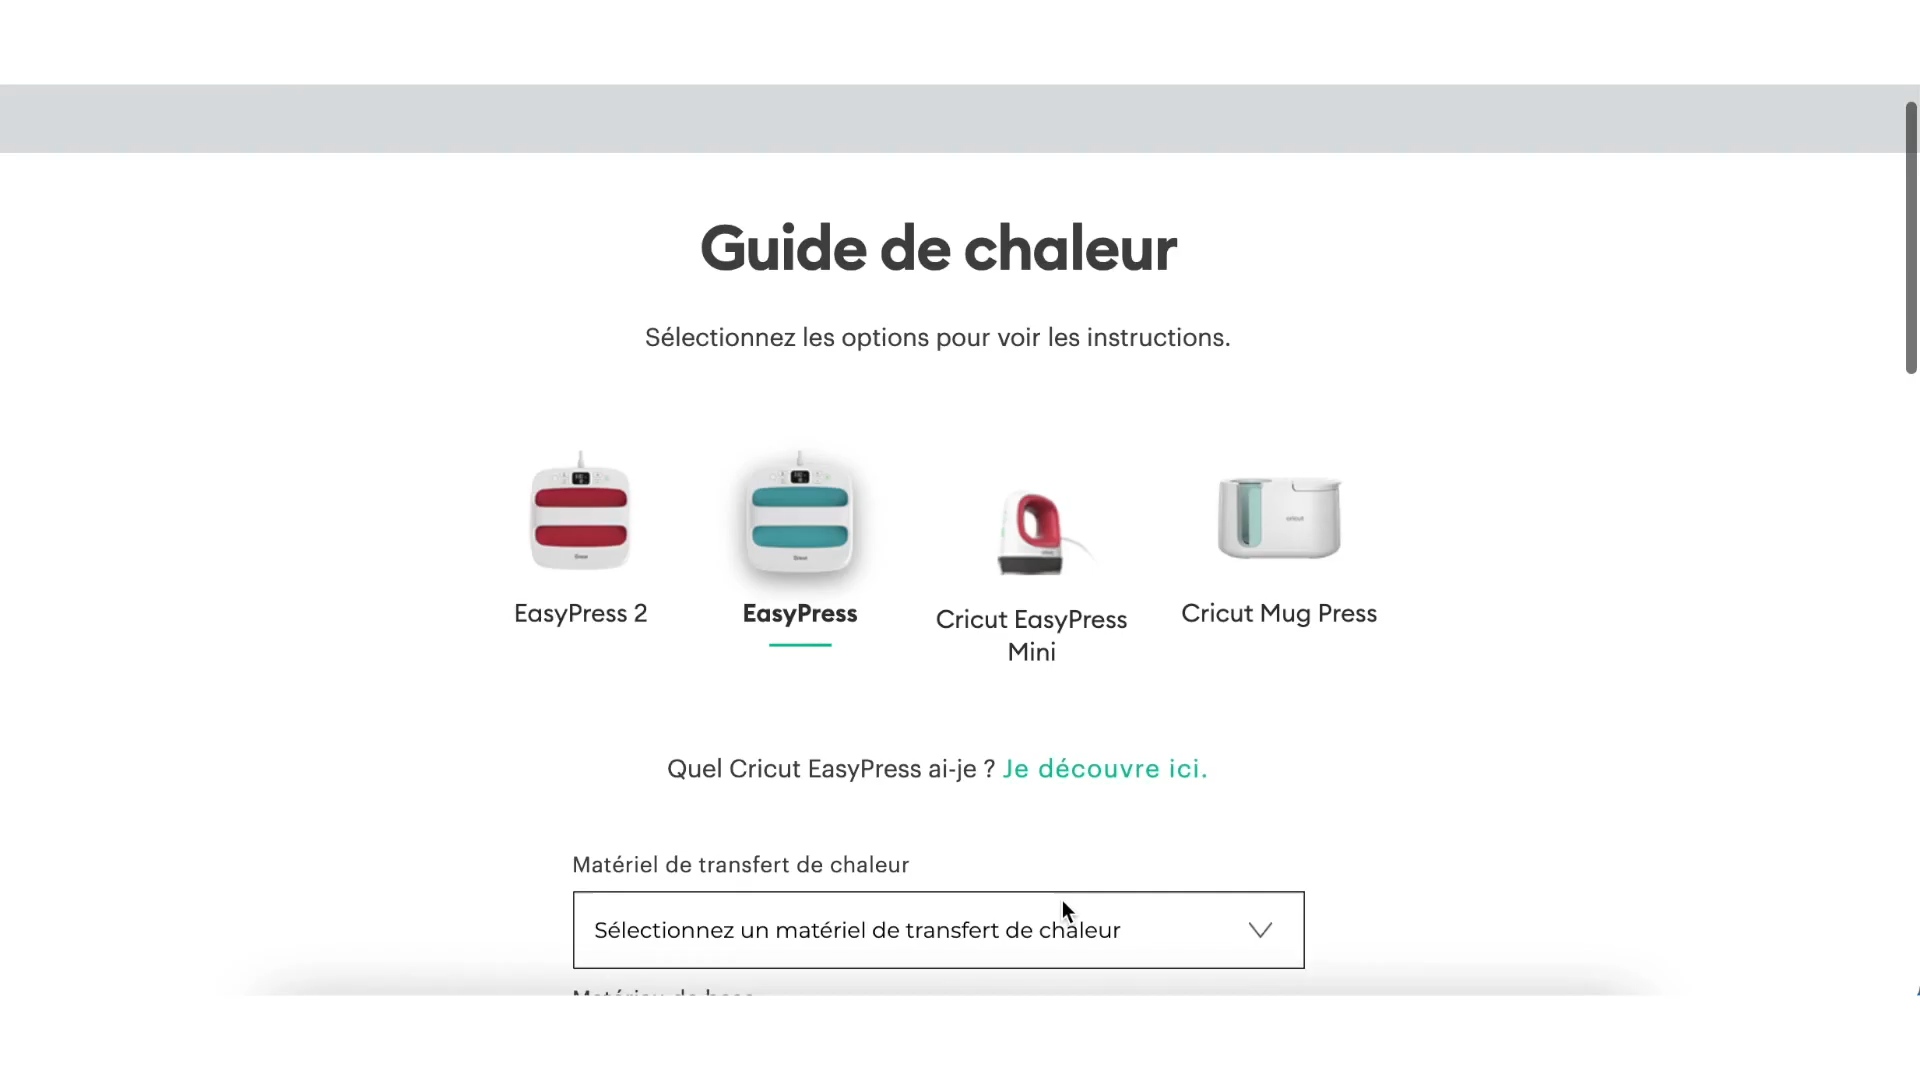 Guide de chaleur
Sélectionnez les options pour voir les instructions.
EasyPress 2
EasyPress
Cricut EasyPress
Mini
Cricut Mug Press
Quel Cricut EasyPress ai-je ? Je découvre ici.
Matériel de transfert de chaleur
Sélectionnez un matériel de transfert de chaleur